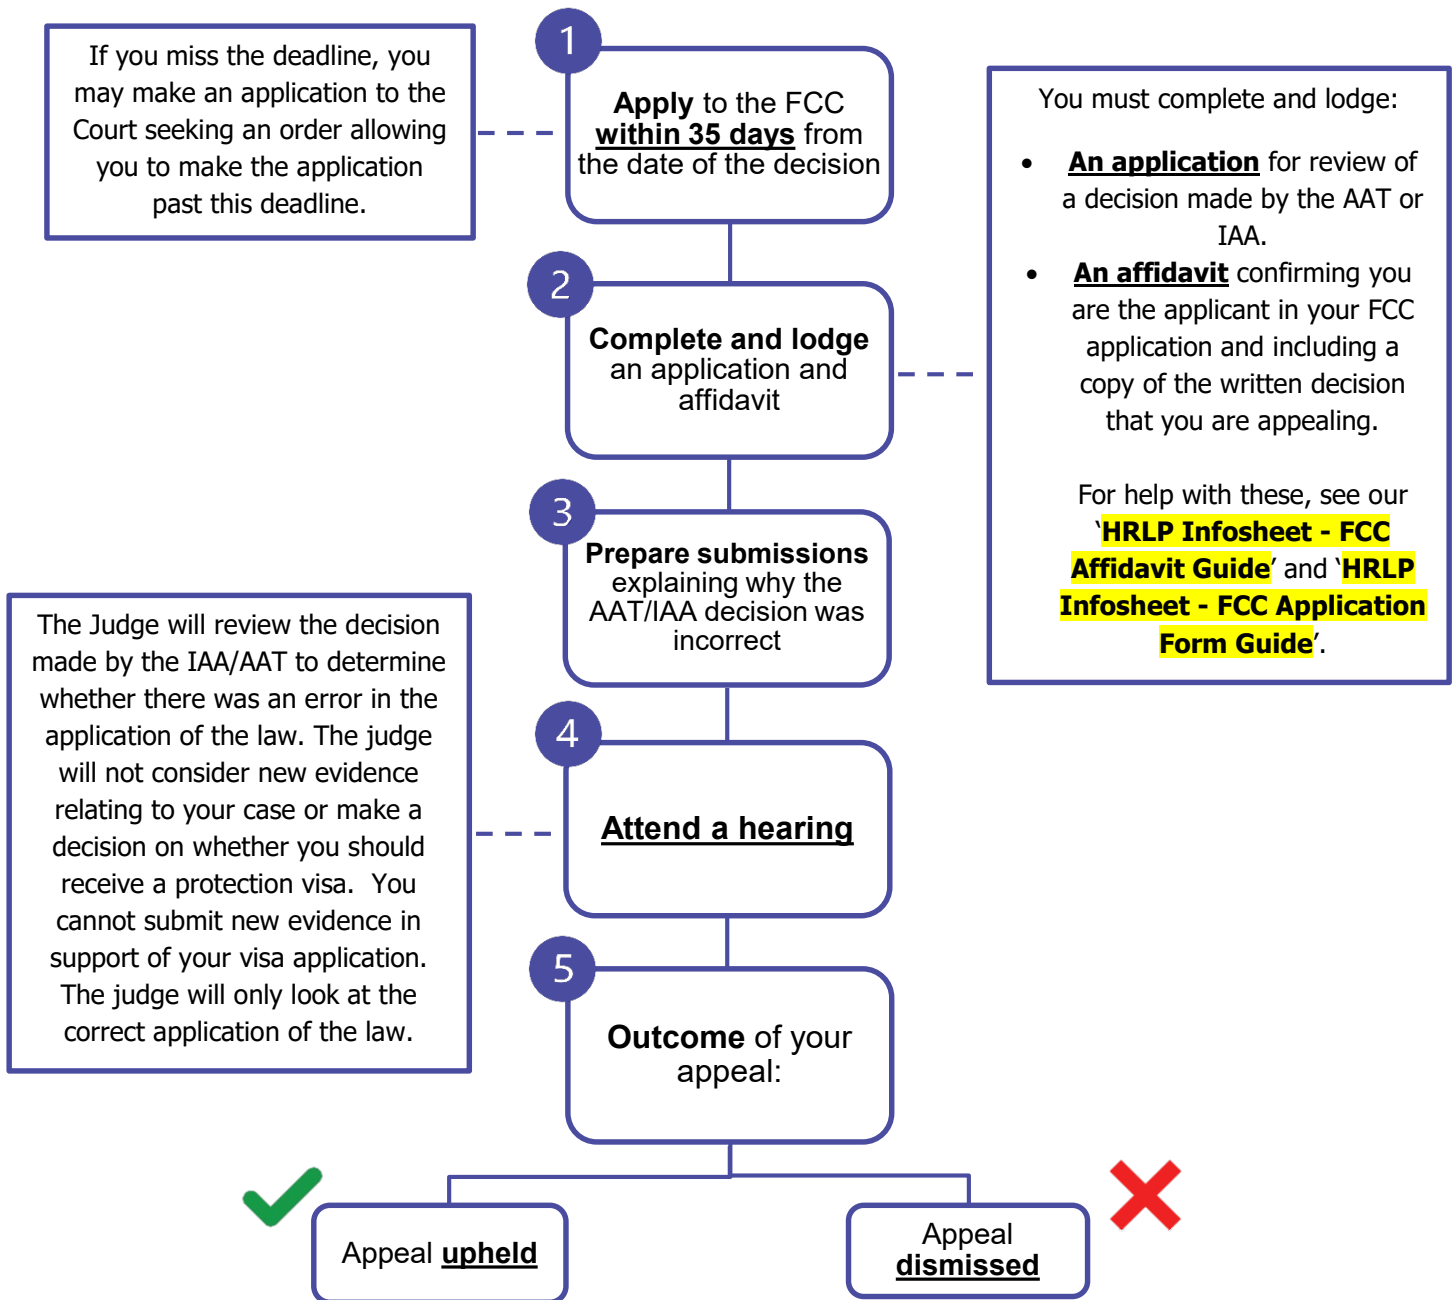 If you miss the deadline, you
may make an application to the
Court seeking an order allowing
you to make the application
past this deadline.
1
Apply to the FCC
within 35 days from
the date of the decision
2
Complete and lodge
an application and
affidavit
You must complete and lodge:
• An application for review of
a decision made by the AAT or
IAA.
• An affidavit confirming you
are the applicant in your FCC
application and including a
copy of the written decision
that you are appealing.
For help with these, see our
‘HRLP Infosheet - FCC
Affidavit Guide’ and ‘HRLP
Infosheet - FCC Application
Form Guide’.
3
Prepare submissions
explaining why the
AAT/IAA decision was
incorrect
The Judge will review the decision
made by the IAA/AAT to determine
whether there was an error in the
application of the law. The judge
will not consider new evidence
relating to your case or make a
decision on whether you should
receive a protection visa.  You
cannot submit new evidence in
support of your visa application.
The judge will only look at the
correct application of the law.
4
Attend a hearing
5
Outcome of your
appeal:
Appeal upheld
Appeal
dismissed